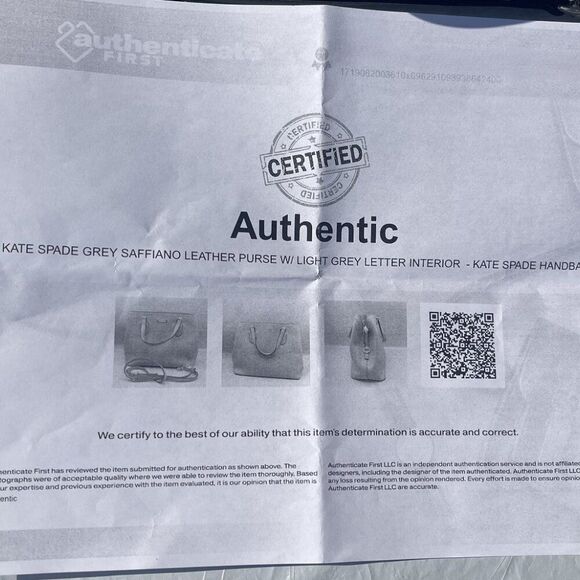 authenticate
FIRST
CERTIFIED
CERTIFIED
CERTIFIED
Authentic
KATE SPADE GREY SAFFIANO LEATHER PURSE W/ LIGHT GREY LETTER INTERIOR - KATE SPADE HANDBA
We certify to the best of our ability that this item's determination is accurate and correct.
henticate First has reviewed the item submitted for authentication as shown above. The
tographs were of acceptable quality where we were able to review the item thoroughly. Based
ur expertise and previous experience with the item evaluated, it is our opinion that the item is
entic
Authenticate First LLC is an independent authentication service and is not affiliated
designers, including the designer of the item authenticated. Authenticate First LLC
any loss resulting from the opinion rendered. Every effort is made to ensure opinio
Authenticate First LLC are accurate.